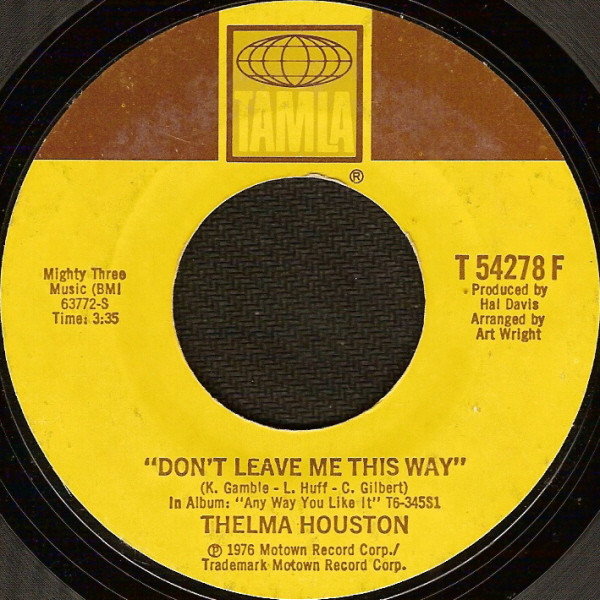 TAMLA
®
Mighty Three
Music (BMI
63772-S
Time: 3:35
T 54278 F
Produced by
Hal Davis
Arranged by
Art Wright
"DON'T LEAVE ME THIS WAY"
(K. Gamble - L. Huff - C. Gilbert)
In Album: "Any Way You Like It" T6-345S1
THELMA HOUSTON
℗ 1976 Motown Record Corp./
Trademark Motown Record Corp.